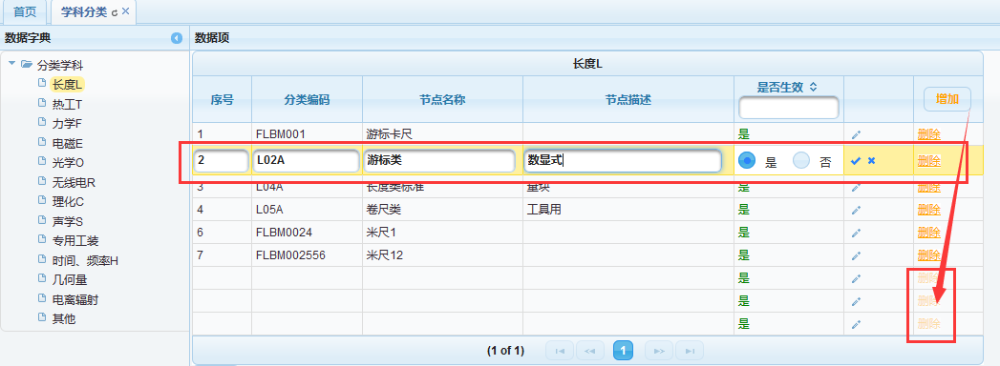 首页 学科分类
数据字典 数据项
分类学科
长度L
热工T
力学F
电磁E
光学O
无线电R
理化C
声学S
专用工装
时间、频率H
几何量
电离辐射
其他
长度L
序号 分类编码 节点名称 节点描述 是否生效 增加
1 FLBM001 游标卡尺 是 删除
2 L02A 游标类 数显式 是 否 删除
3 L04A 长度类标准 量块 是 删除
4 L05A 卷尺类 工具用 是 删除
6 FLBM0024 米尺1 是 删除
7 FLBM002556 米尺12 是 删除
是 删除
是 删除
是 删除
(1 of 1) 1